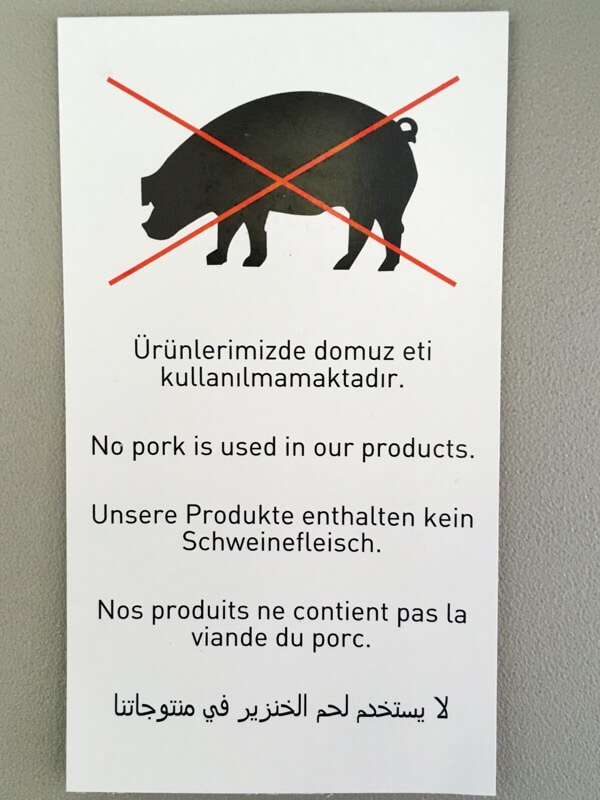 Ürünlerimizde domuz eti
kullanılmamaktadır.
No pork is used in our products.
Unsere Produkte enthalten kein
Schweinefleisch.
Nos produits ne contient pas la
viande du porc.
لا يستخدم لحم الخنزير في منتوجاتنا